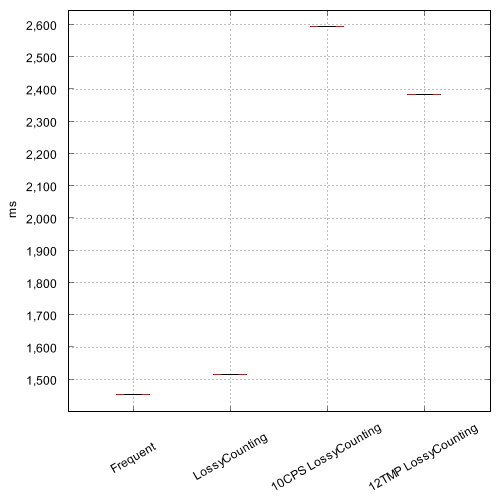 2,600
2,500
2,400
2,300
2,200
2,100
2,000
1,900
1,800
1,700
1,600
1,500
ms
Frequent
LossyCounting
10CPS LossyCounting
12TMP LossyCounting